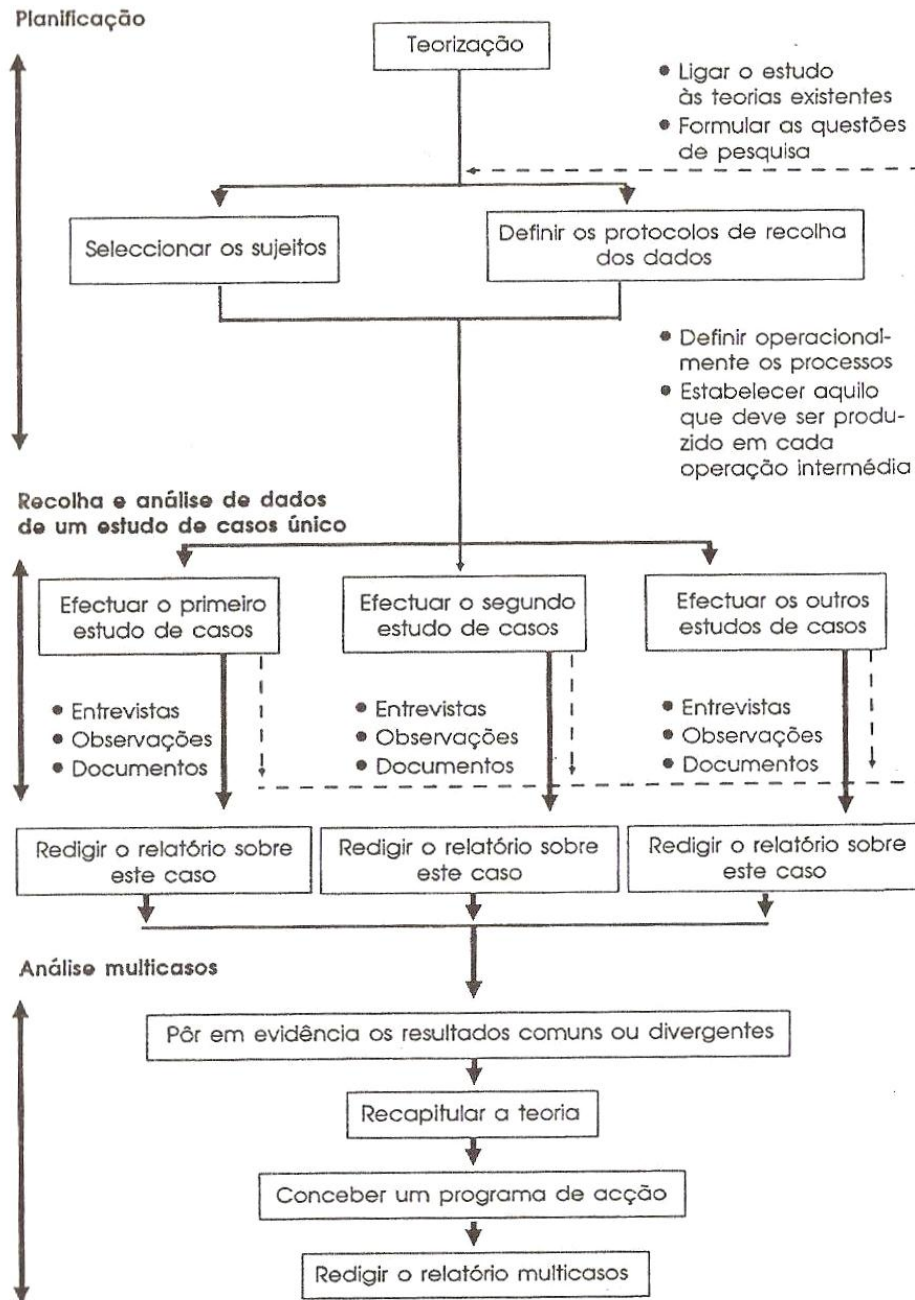 Planificação
Teorização
• Ligar o estudo
às teorias existentes
• Formular as questões
de pesquisa
Seleccionar os sujeitos
Definir os protocolos de recolha
dos dados
• Definir operacional-
mente os processos
• Estabelecer aquilo
que deve ser produ-
zido em cada
operação intermédia
Recolha e análise de dados
de um estudo de casos único
Efectuar o primeiro
estudo de casos
Efectuar o segundo
estudo de casos
Efectuar os outros
estudos de casos
• Entrevistas
• Observações
• Documentos
• Entrevistas
• Observações
• Documentos
• Entrevistas
• Observações
• Documentos
Redigir o relatório sobre
este caso
Redigir o relatório sobre
este caso
Redigir o relatório sobre
este caso
Análise multicasos
Pôr em evidência os resultados comuns ou divergentes
Recapitular a teoria
Conceber um programa de acção
Redigir o relatório multicasos